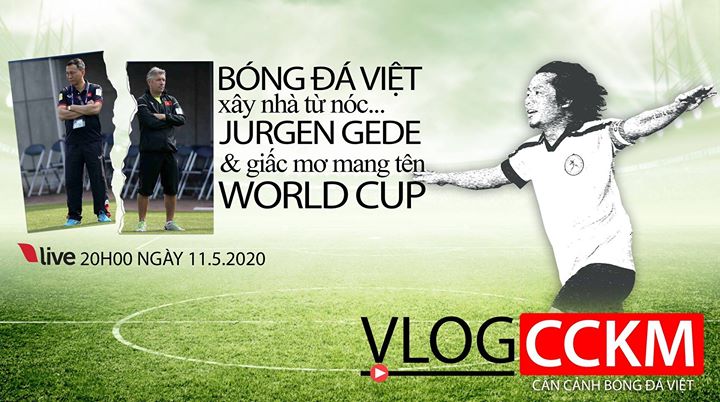 BÓNG ĐÁ VIỆT
xây nhà từ nóc...
JURGEN GEDE
& giấc mơ mang tên
WORLD CUP
live 20H00 NGÀY 11.5.2020
VLOG CCKM
CẬN CẢNH BÓNG ĐÁ VIỆT